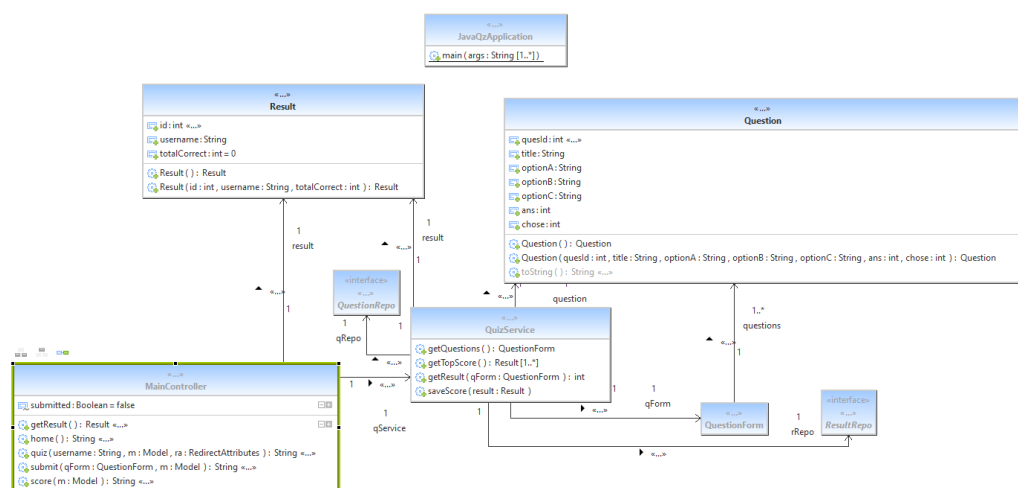 «...»
JavaQzApplication
main ( args : String [1..*] )
«...»
Result
id : int «...»
username : String
totalCorrect : int = 0
Result ( ) : Result
Result ( id : int , username : String , totalCorrect : int ) : Result
«...»
Question
quesId : int «...»
title : String
optionA : String
optionB : String
optionC : String
ans : int
chose : int
Question ( ) : Question
Question ( quesId : int , title : String , optionA : String , optionB : String , optionC : String , ans : int , chose : int ) : Question
toString ( ) : String «...»
1
result
«...»
1
1
result
«...»
1
«interface»
«...»
QuestionRepo
1
qRepo
1
«...»
«...»
question
1..*
questions
«...»
1
«...»
QuizService
getQuestions ( ) : QuestionForm
getTopScore ( ) : Result [1..*]
getResult ( qForm : QuestionForm ) : int
saveScore ( result : Result )
«...»
MainController
submitted : Boolean = false
getResult ( ) : Result «...»
home ( ) : String «...»
quiz ( username : String , m : Model , ra : RedirectAttributes ) : String «...»
submit ( qForm : QuestionForm , m : Model ) : String «...»
score ( m : Model ) : String «...»
1
«...»
1
qService
1
«...»
1
qForm
«...»
QuestionForm
1
«...»
1
rRepo
«interface»
«...»
ResultRepo